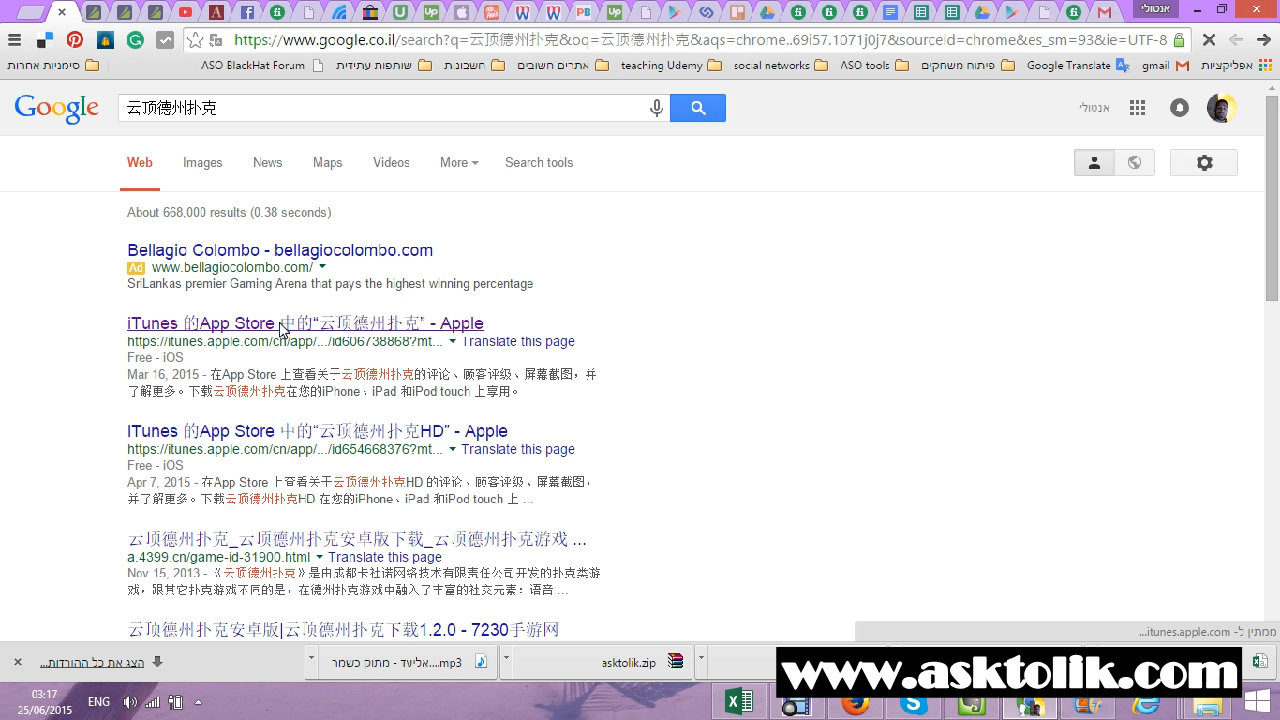 אנטולי
https://www.google.co.il/search?q=云顶德州扑克&oq=云顶德州扑克&aqs=chrome..69i57.1071j0j7&sourceid=chrome&es_sm=93&ie=UTF-8
אפליקציות gmail Google Translate פיתוח משחקים ASO tools social networks teaching Udemy אתרים חשובים חשבונות שותפות עתידית ASO BlackHat Forum סימניות אחרות
Google 云顶德州扑克 אנטולי
Web Images News Maps Videos More Search tools
About 668,000 results (0.38 seconds)
Bellagio Colombo - bellagiocolombo.com
Ad www.bellagiocolombo.com/
SriLankas premier Gaming Arena that pays the highest winning percentage
iTunes 的App Store 中的“云顶德州扑克” - Apple
https://itunes.apple.com/cn/app/.../id606738868?mt... Translate this page
Free - iOS
Mar 16, 2015 - 在App Store 上查看关于云顶德州扑克的评论、顾客评级、屏幕截图，并
了解更多。下载云顶德州扑克在您的iPhone、iPad 和iPod touch 上享用。
iTunes 的App Store 中的“云顶德州扑克HD” - Apple
https://itunes.apple.com/cn/app/.../id654668376?mt... Translate this page
Free - iOS
Apr 7, 2015 - 在App Store 上查看关于云顶德州扑克HD 的评论、顾客评级、屏幕截图，
并了解更多。下载云顶德州扑克HD 在您的iPhone、iPad 和iPod touch 上 ...
云顶德州扑克_云顶德州扑克安卓版下载_云顶德州扑克游戏 ...
a.4399.cn/game-id-31900.html Translate this page
Nov 15, 2013 - 《云顶德州扑克》是由成都卡社诺网络技术有限责任公司开发的扑克类游
戏，跟其它扑克游戏不同的是，在德州扑克游戏中融入了丰富的社交元素：语音 ...
云顶德州扑克安卓版|云顶德州扑克下载1.2.0 - 7230手游网
ממתין ל- itunes.apple.com...
הצג את כל ההורדות... אליעד - מתוק כשמר....mp3 asktolik.zip
www.asktolik.com
03:17
25/06/2015
ENG